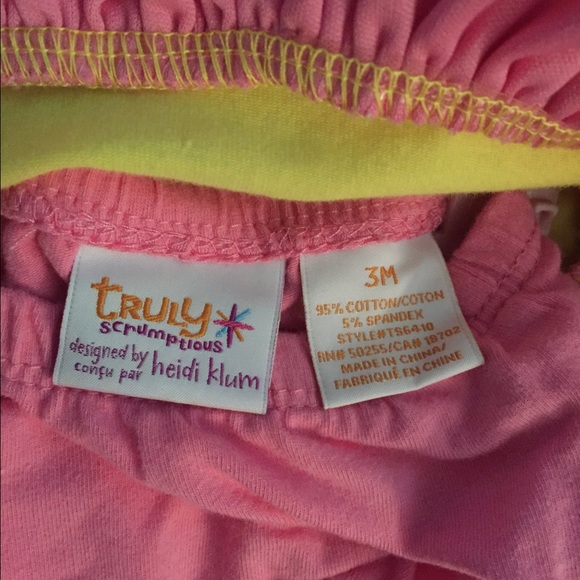 TRULY
scrumptious
designed by heidi klum
conçu par
3M
95% COTTON/COTON
5% SPANDEX
STYLE#TS6410
RN# 50255/CA# 18702
MADE IN CHINA/
FABRIQUÉ EN CHINE